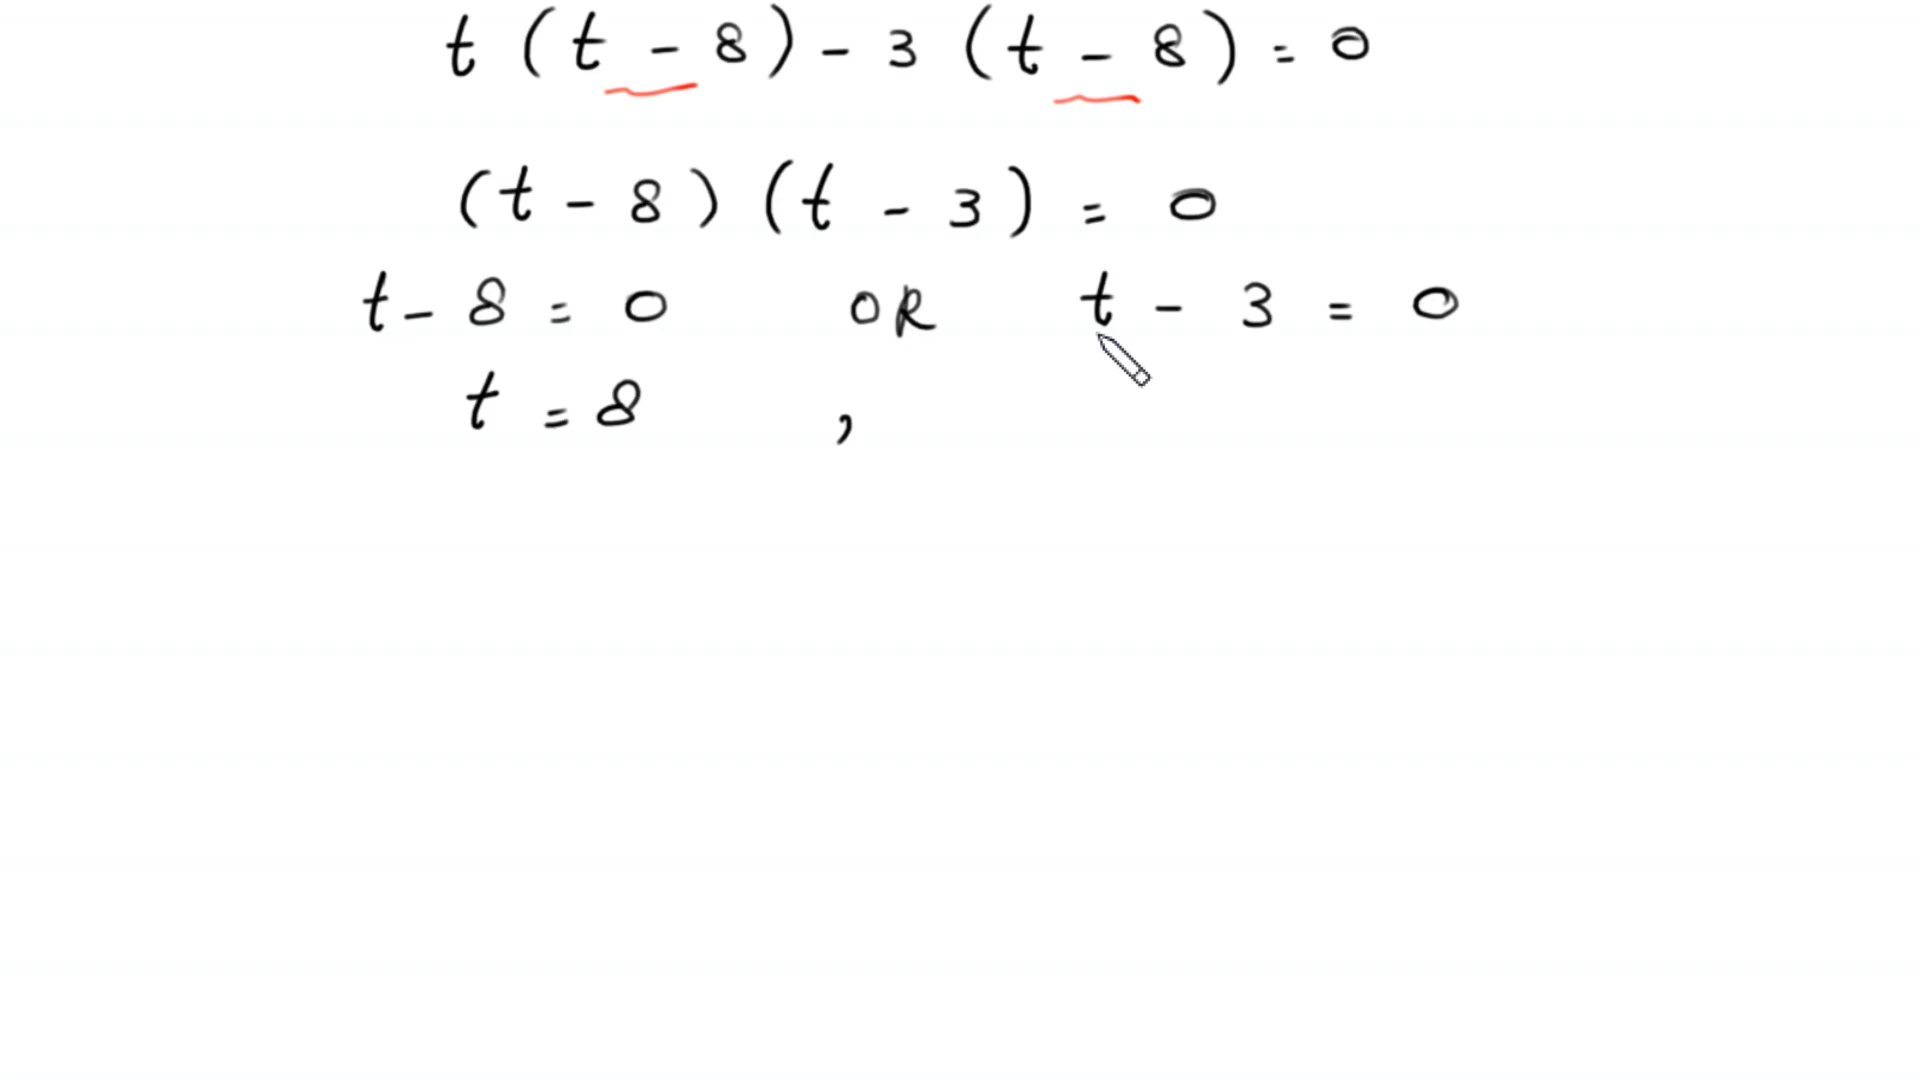 t (t - 8) - 3 (t - 8) = 0
(t - 8) (t - 3) = 0
t - 8 = 0 OR t - 3 = 0
t = 8 ,